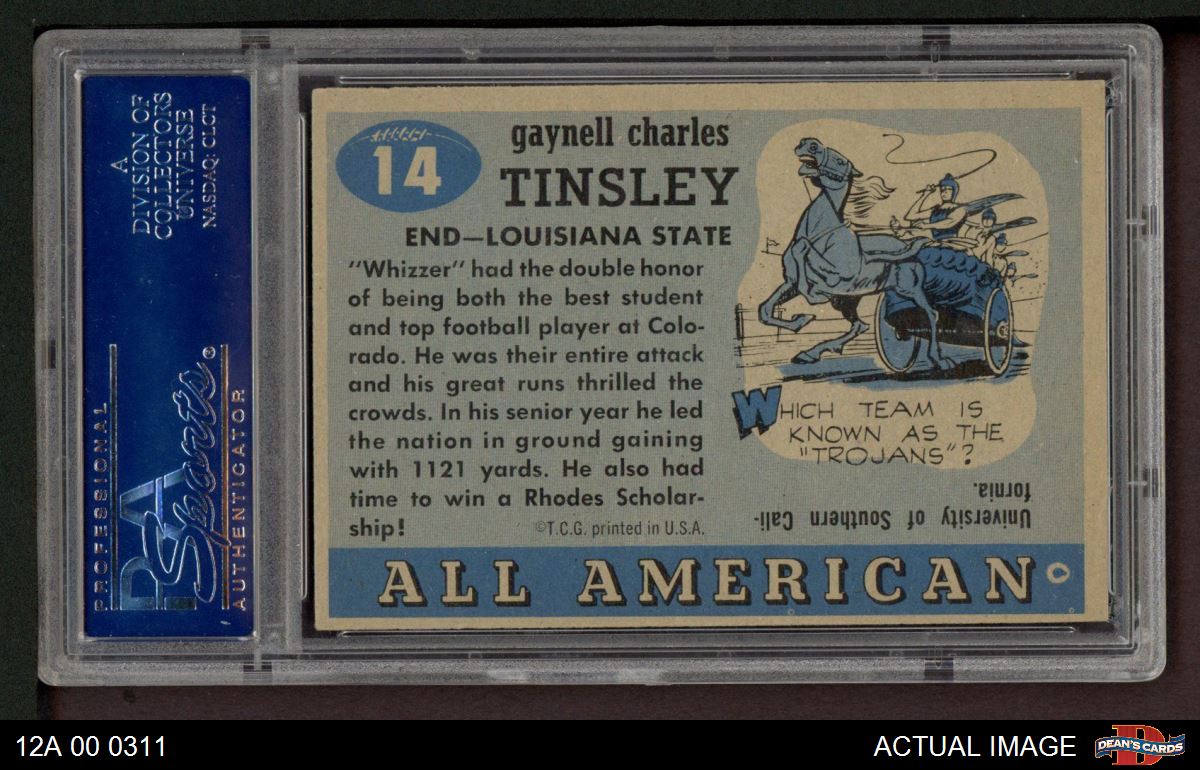 A
DIVISION OF
COLLECTORS
UNIVERSE
NASDAQ: CLCT
PROFESSIONAL
PSA
Sports®
AUTHENTICATOR
14
gaynell charles
TINSLEY
END—LOUISIANA STATE
"Whizzer" had the double honor
of being both the best student
and top football player at Colo-
rado. He was their entire attack
and his great runs thrilled the
crowds. In his senior year he led
the nation in ground gaining
with 1121 yards. He also had
time to win a Rhodes Scholar-
ship!
©T.C.G. printed in U.S.A.
WHICH TEAM IS
KNOWN AS THE
"TROJANS"?
University of Southern Cali-
fornia.
ALL AMERICAN
12A 00 0311
ACTUAL IMAGE
DEAN'S CARDS